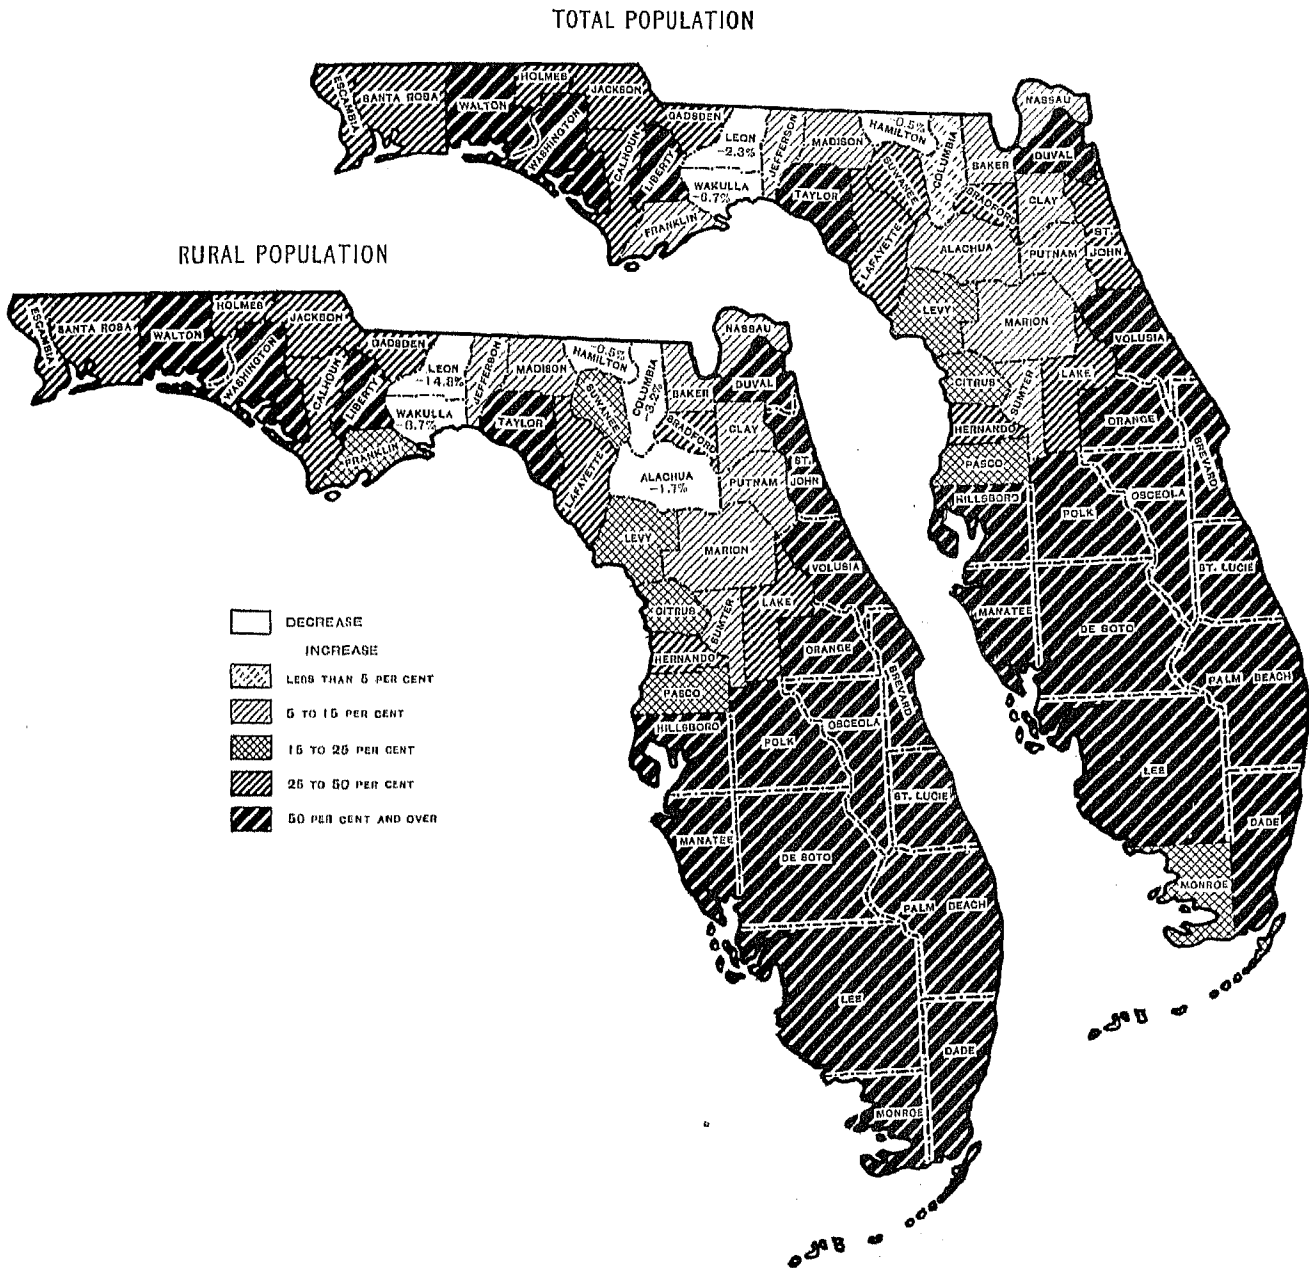 TOTAL POPULATION
ESCAMBIA
SANTA ROSA
WALTON
HOLMES
WASHINGTON
JACKSON
CALHOUN
LIBERTY
GADSDEN
LEON
-2.3%
WAKULLA
-6.7%
FRANKLIN
JEFFERSON
MADISON
TAYLOR
-0.5%
HAMILTON
SUWANEE
LAFAYETTE
COLUMBIA
BAKER
BRADFORD
NASSAU
DUVAL
CLAY
ST.
JOHN
ALACHUA
PUTNAM
LEVY
MARION
VOLUSIA
CITRUS
SUMTER
LAKE
HERNANDO
ORANGE
PASCO
BREVARD
HILLSBORO
POLK
OSCEOLA
ST. LUCIE
MANATEE
DE SOTO
PALM BEACH
LEE
DADE
MONROE
RURAL POPULATION
ESCAMBIA
SANTA ROSA
WALTON
HOLMES
WASHINGTON
JACKSON
CALHOUN
LIBERTY
GADSDEN
LEON
-14.8%
WAKULLA
-6.7%
FRANKLIN
JEFFERSON
MADISON
TAYLOR
-0.5%
HAMILTON
SUWANEE
LAFAYETTE
COLUMBIA
-3.2%
BAKER
BRADFORD
NASSAU
DUVAL
CLAY
ST.
JOHN
ALACHUA
-1.7%
PUTNAM
LEVY
MARION
VOLUSIA
CITRUS
SUMTER
LAKE
HERNANDO
ORANGE
PASCO
BREVARD
HILLSBORO
POLK
OSCEOLA
ST. LUCIE
MANATEE
DE SOTO
PALM BEACH
LEE
DADE
MONROE
DECREASE
INCREASE
LESS THAN 5 PER CENT
5 TO 15 PER CENT
15 TO 25 PER CENT
25 TO 50 PER CENT
50 PER CENT AND OVER